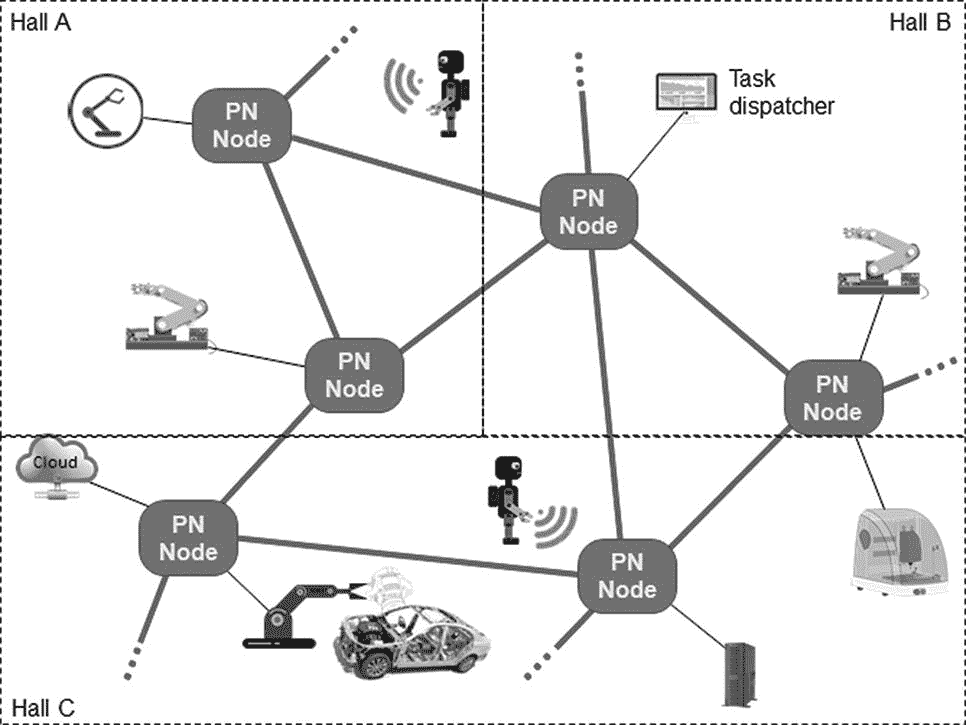 Hall A
Hall B
Task
dispatcher
PN
Node
PN
Node
PN
Node
PN
Node
Cloud
PN
Node
PN
Node
Hall C